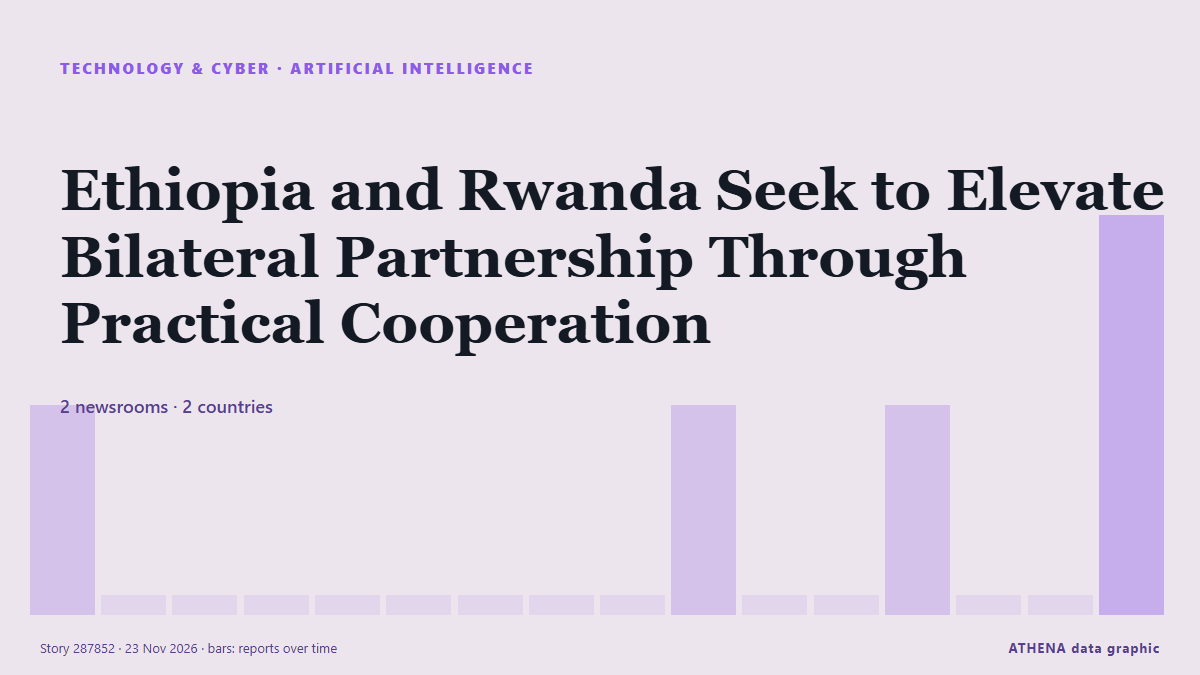 TECHNOLOGY & CYBER · ARTIFICIAL INTELLIGENCE
Ethiopia and Rwanda Seek to Elevate
Bilateral Partnership Through
Practical Cooperation
2 newsrooms · 2 countries
Story 287852 · 23 Nov 2026 · bars: reports over time
ATHENA data graphic